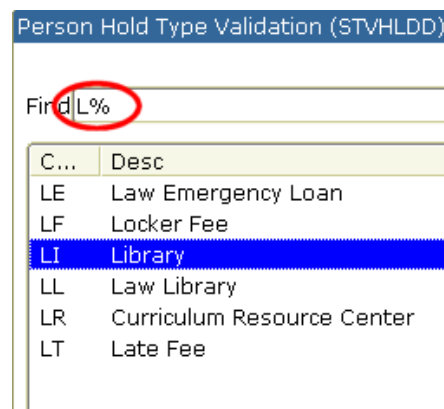 Person Hold Type Validation (STVHLDD)
Find L%
C... Desc
LE Law Emergency Loan
LF Locker Fee
LI Library
LL Law Library
LR Curriculum Resource Center
LT Late Fee